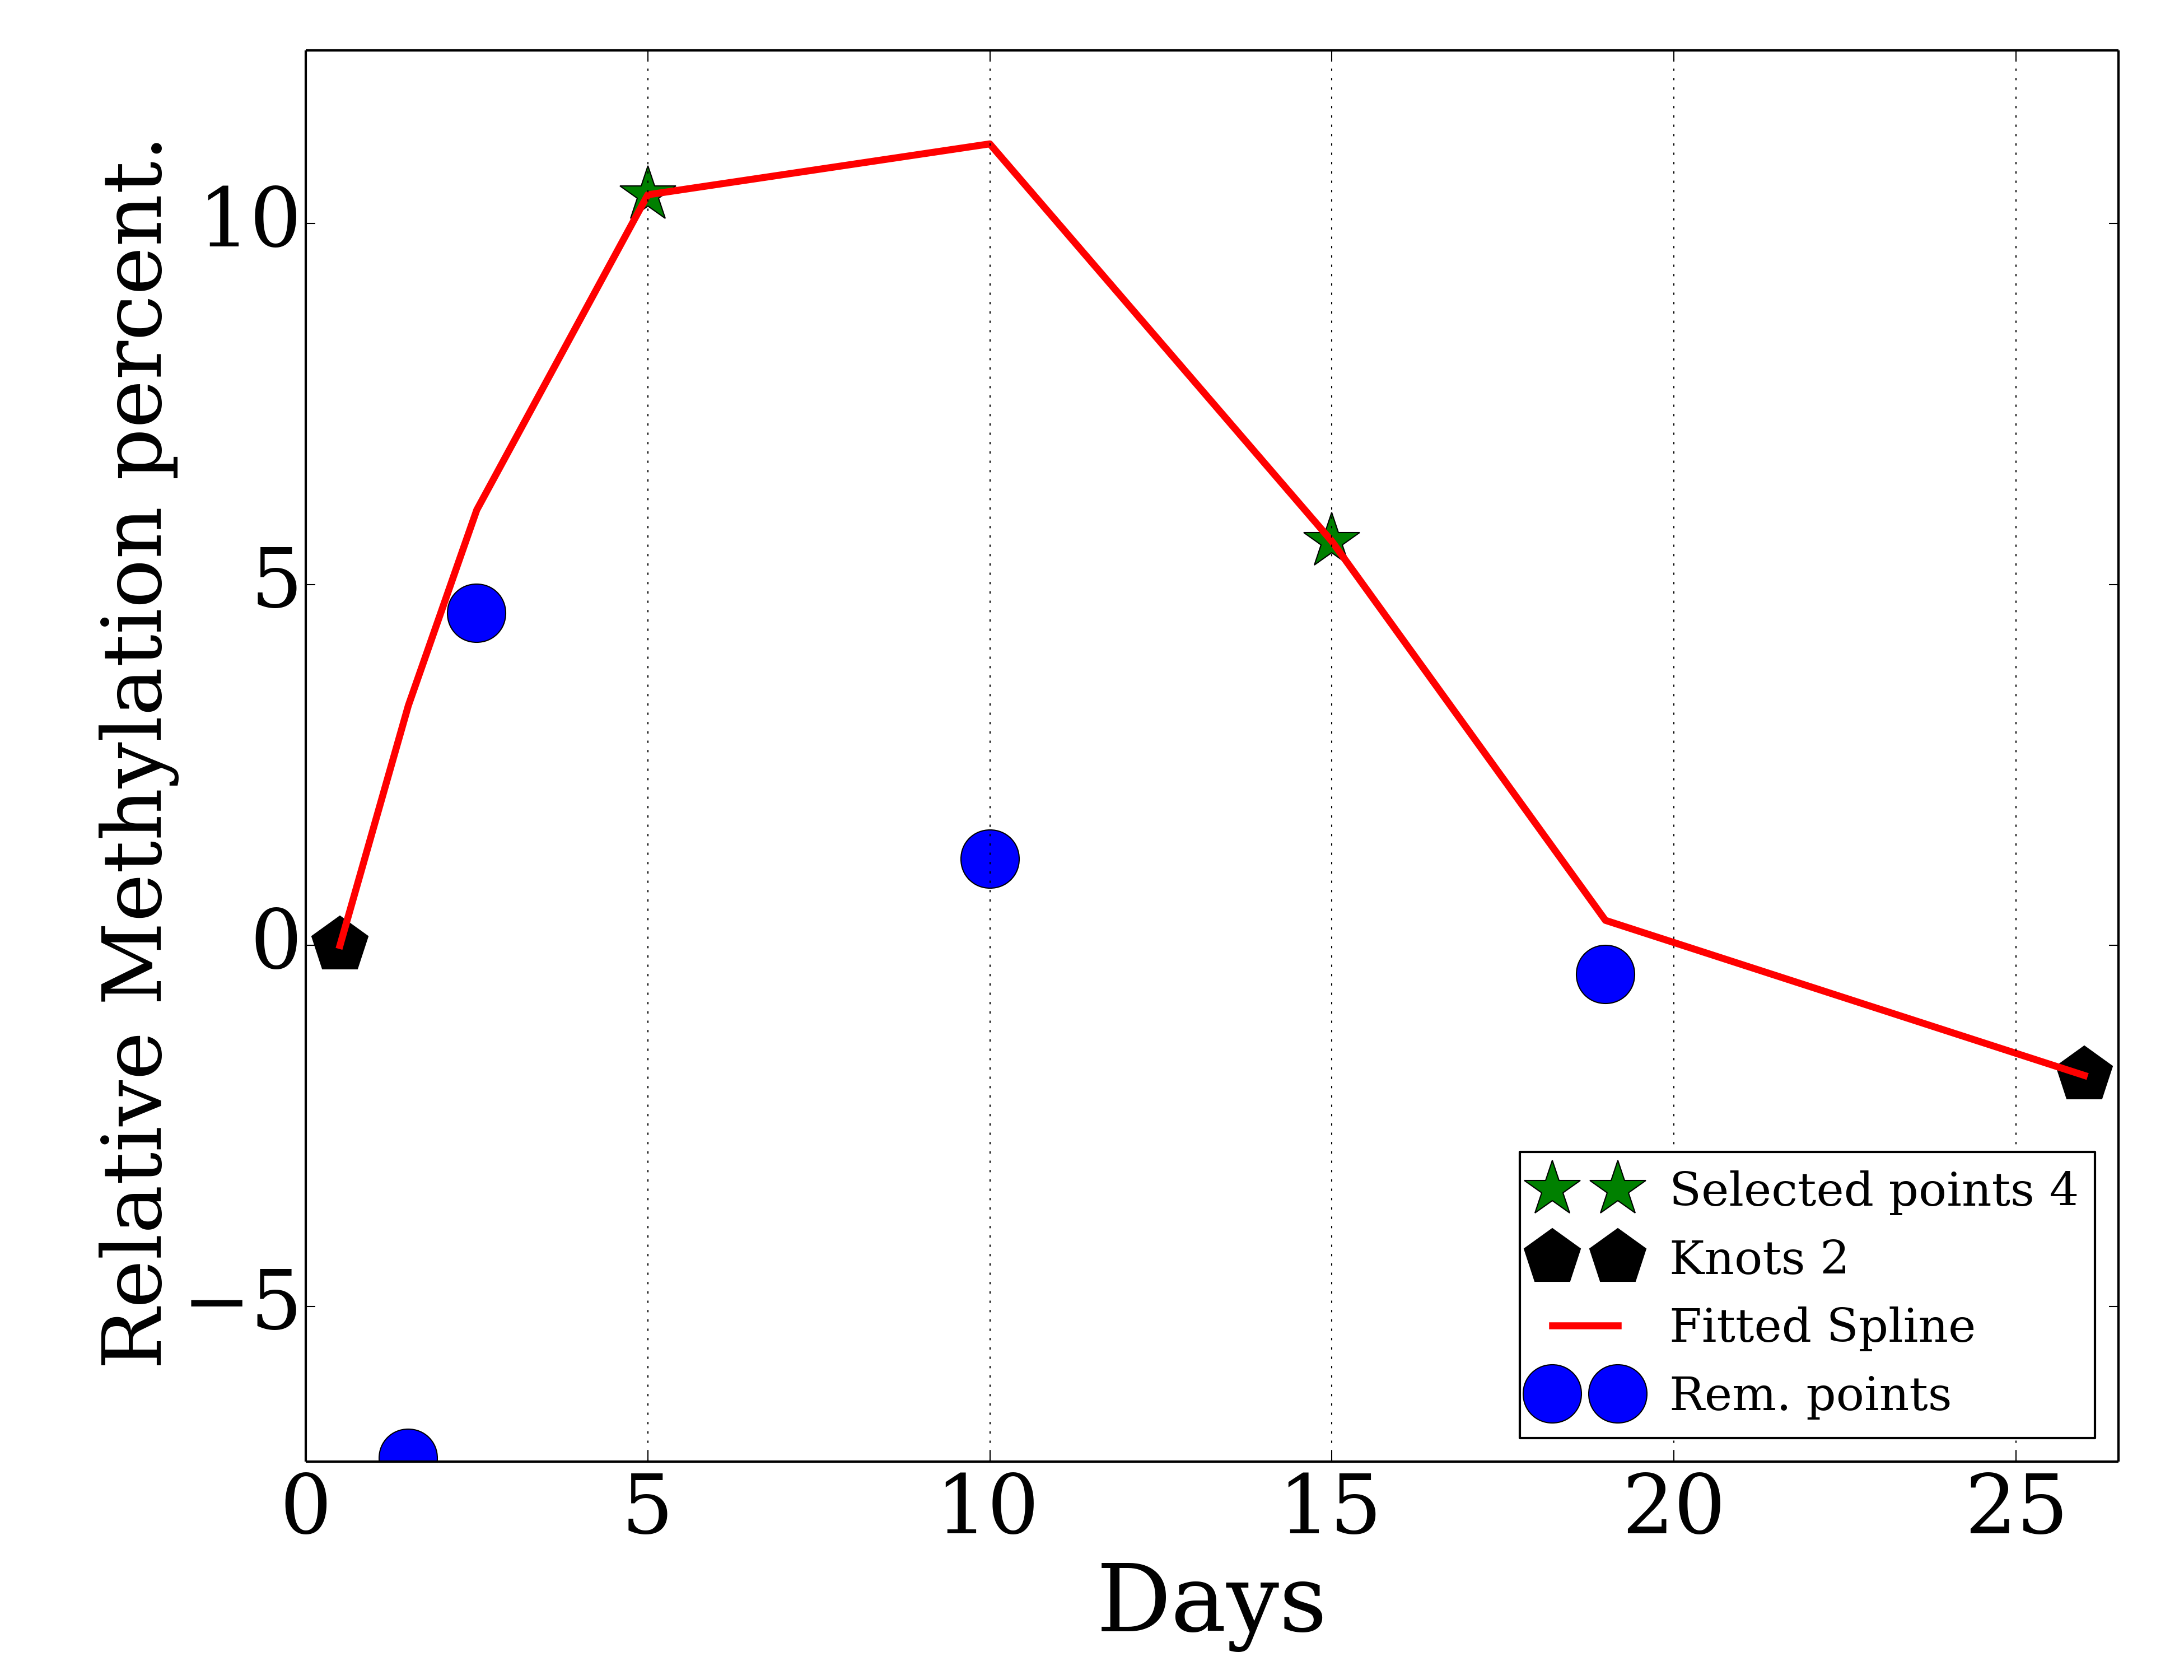 Relative Methylation percent.
10
5
0
−5
0 5 10 15 20 25
Days
Selected points 4
Knots 2
Fitted Spline
Rem. points